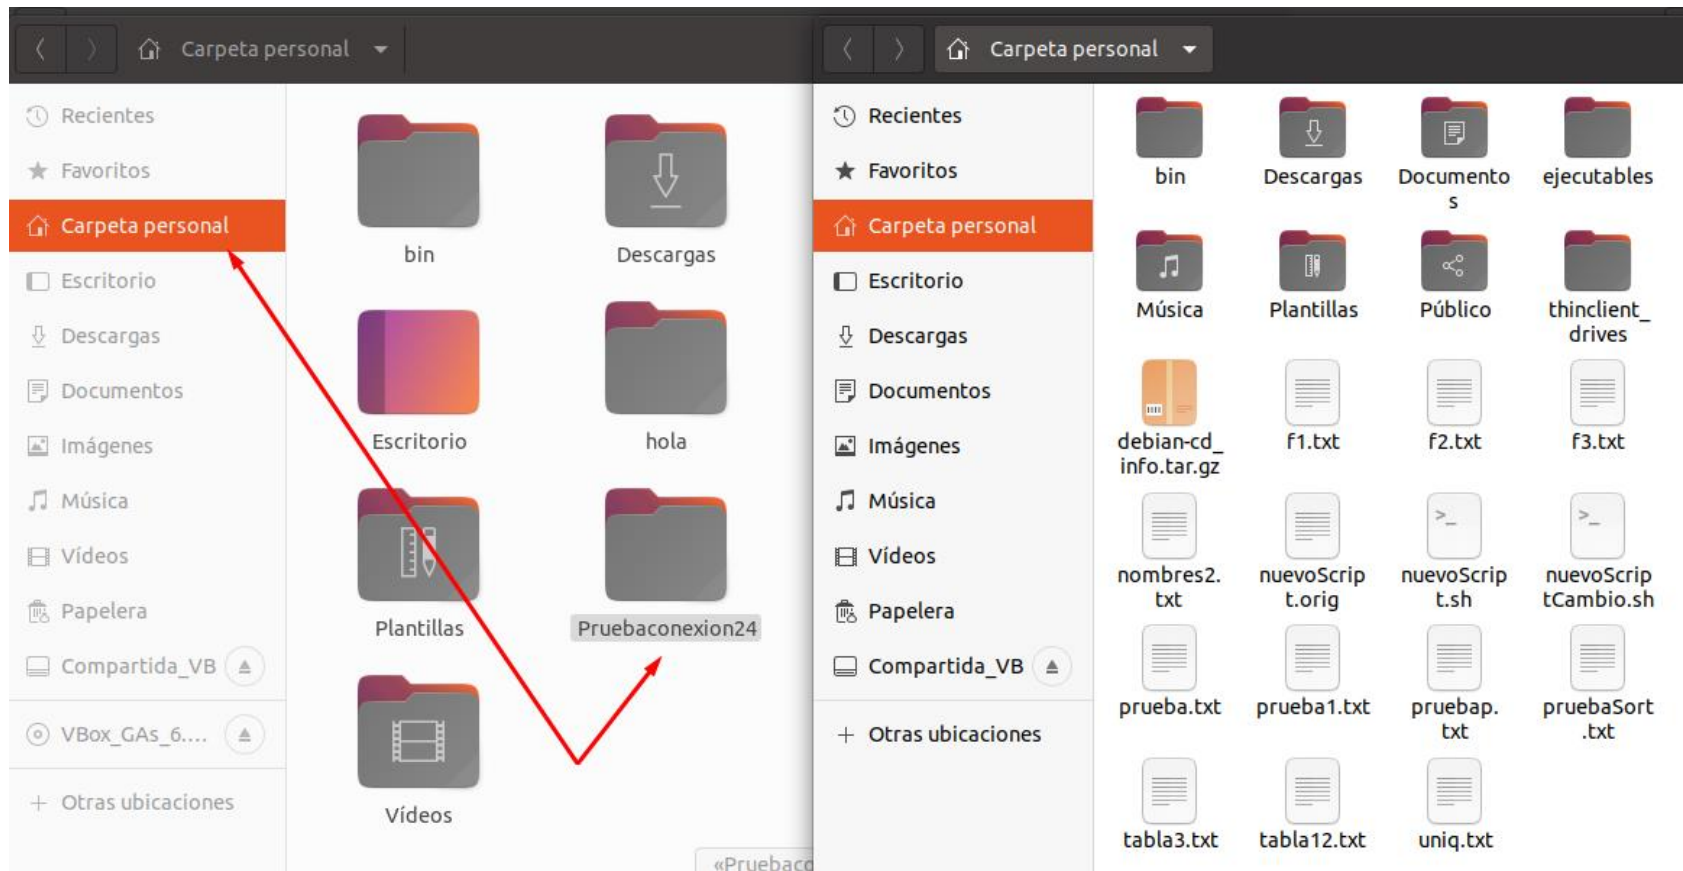 Carpeta personal
Recientes
Favoritos
Carpeta personal
Escritorio
Descargas
Documentos
Imágenes
Música
Vídeos
Papelera
Compartida_VB
VBox_GAs_6....
Otras ubicaciones
bin
Descargas
Escritorio
hola
Plantillas
Pruebaconexion24
Vídeos
«Pruebaco
Carpeta personal
Recientes
Favoritos
Carpeta personal
Escritorio
Descargas
Documentos
Imágenes
Música
Vídeos
Papelera
Compartida_VB
Otras ubicaciones
bin
Descargas
Documento
s
ejecutables
Música
Plantillas
Público
thinclient_
drives
debian-cd_
info.tar.gz
f1.txt
f2.txt
f3.txt
nombres2.
txt
nuevoScrip
t.orig
nuevoScrip
t.sh
nuevoScrip
tCambio.sh
prueba.txt
prueba1.txt
pruebap.
txt
pruebaSort
.txt
tabla3.txt
tabla12.txt
uniq.txt